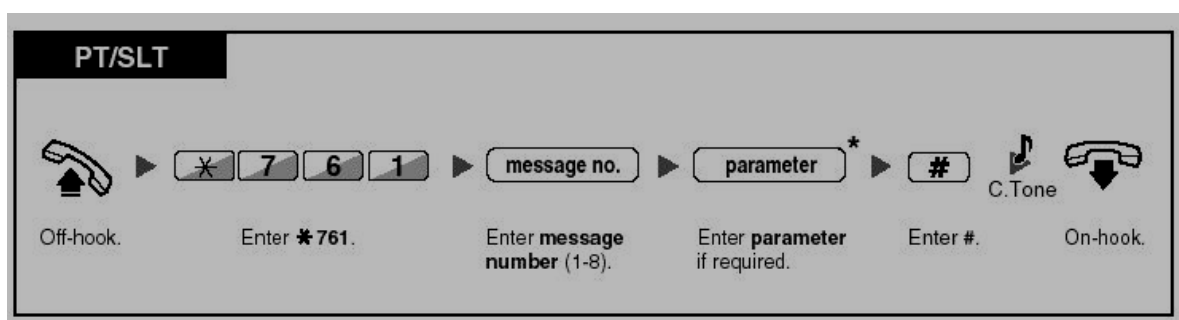 PT/SLT
✳ 7 6 1 message no. parameter * #
C.Tone
Off-hook. Enter ✳ 761. Enter message Enter parameter Enter #. On-hook.
number (1-8). if required.